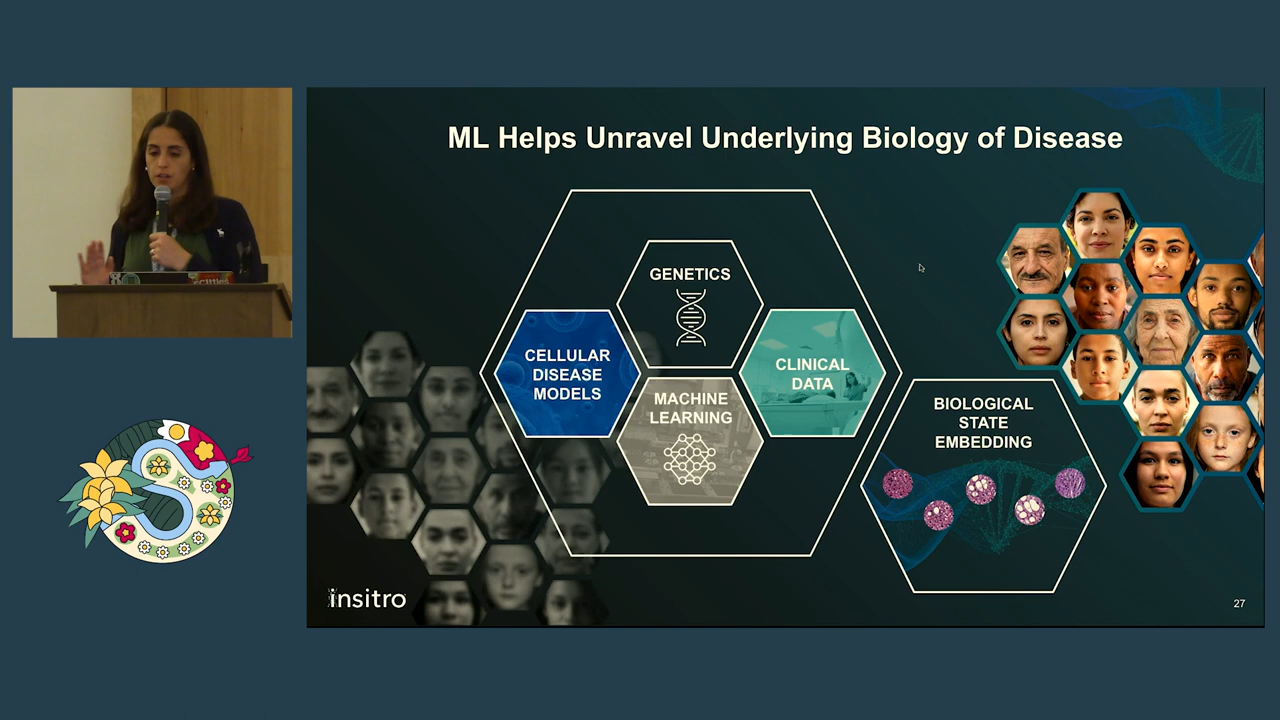 ML Helps Unravel Underlying Biology of Disease
GENETICS
CELLULAR
DISEASE
MODELS
CLINICAL
DATA
MACHINE
LEARNING
BIOLOGICAL
STATE
EMBEDDING
insitro
27